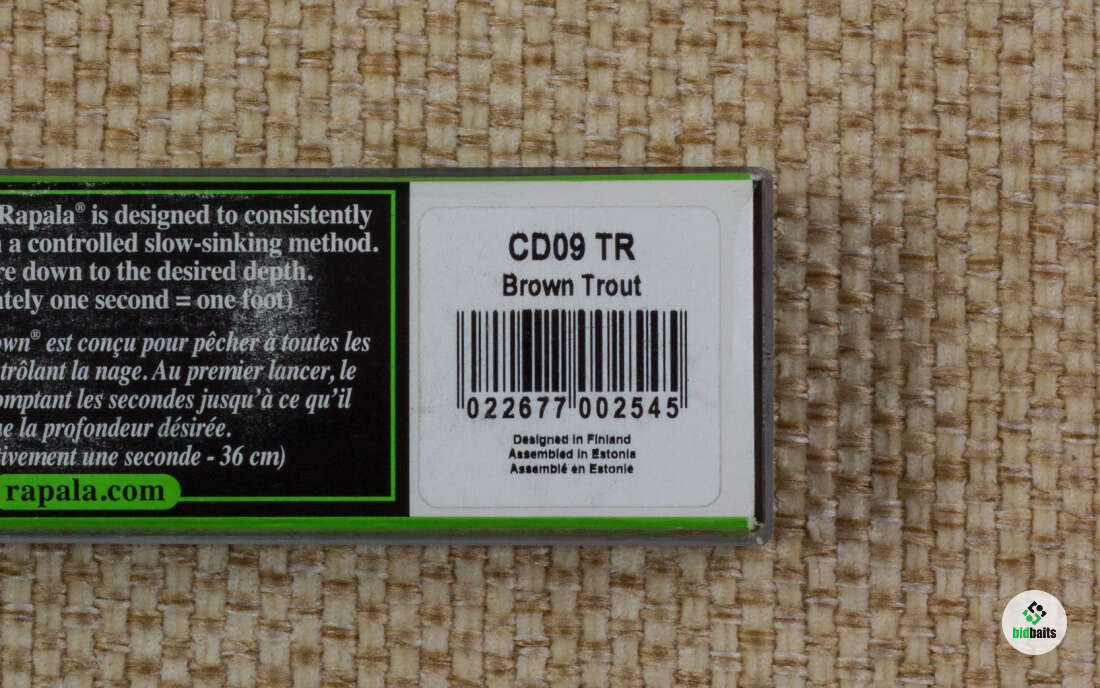 Rapala® is designed to consistently
a controlled slow-sinking method.
re down to the desired depth.
ately one second = one foot)
own® est conçu pour pêcher à toutes les
trôlant la nage. Au premier lancer, le
omptant les secondes jusqu'à ce qu'il
ne la profondeur désirée.
tivement une seconde - 36 cm)
rapala.com
CD09 TR
Brown Trout
022677 002545
Designed in Finland
Assembled in Estonia
Assemblé en Estonie
bidbaits